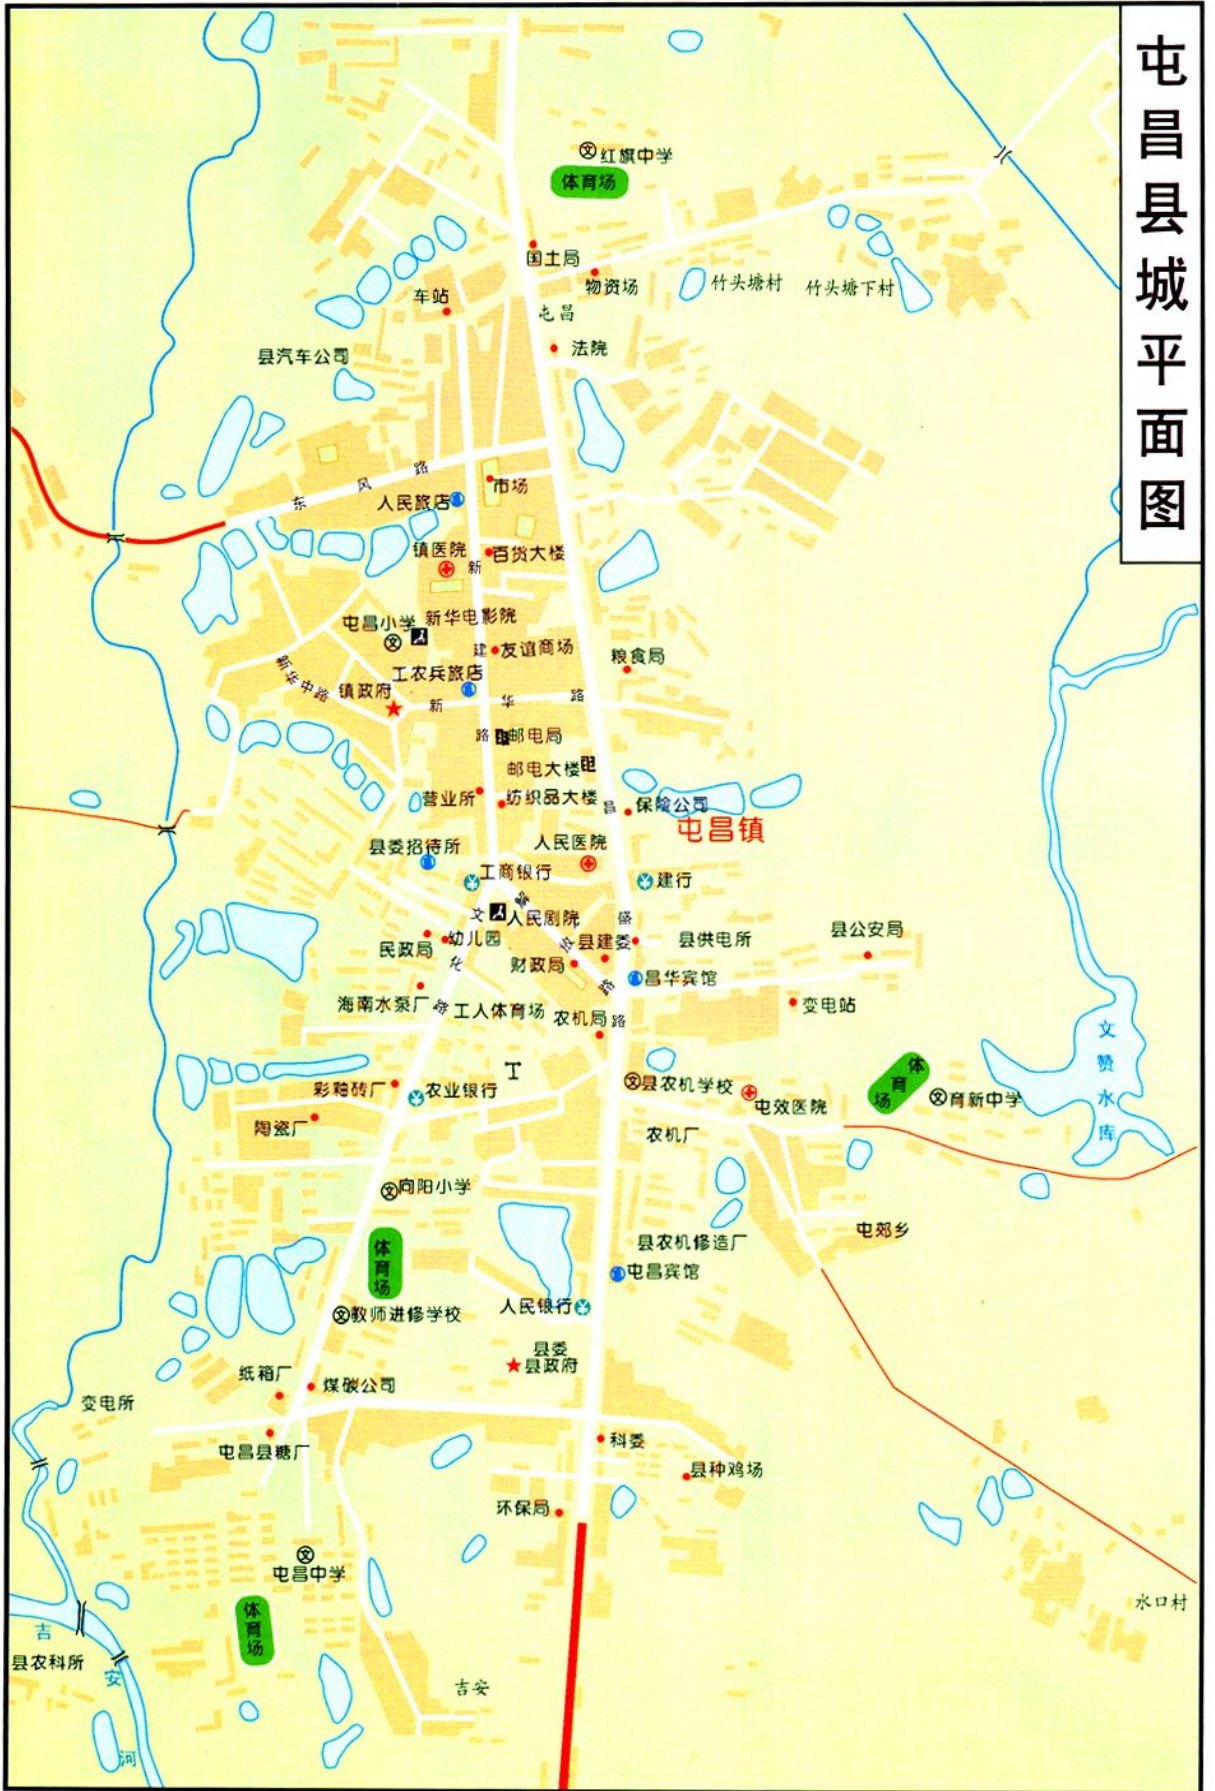 屯昌县城平面图
红旗中学
体育场
国土局
物资场
竹头塘村
竹头塘下村
车站
屯昌
法院
县汽车公司
东风路
市场
人民旅店
镇医院
百货大楼
屯昌小学
新华电影院
新建路
友谊商场
粮食局
工农兵旅店
新华中路
镇政府
新华路
邮电局
邮电大楼
营业所
纺织品大楼
昌盛路
保险公司
屯昌镇
县委招待所
人民医院
工商银行
建行
文化路
人民剧院
幼儿园
民政局
县建委
县供电所
县公安局
财政局
昌华宾馆
海南水泵厂
工人体育场
农机局
变电站
文赞水库
彩釉砖厂
农业银行
县农机学校
屯效医院
体育场
育新中学
陶瓷厂
农机厂
向阳小学
屯郊乡
体育场
县农机修造厂
屯昌宾馆
教师进修学校
人民银行
县委
县政府
纸箱厂
煤碳公司
变电所
屯昌县糖厂
科委
县种鸡场
环保局
屯昌中学
体育场
水口村
吉安河
县农科所
吉安